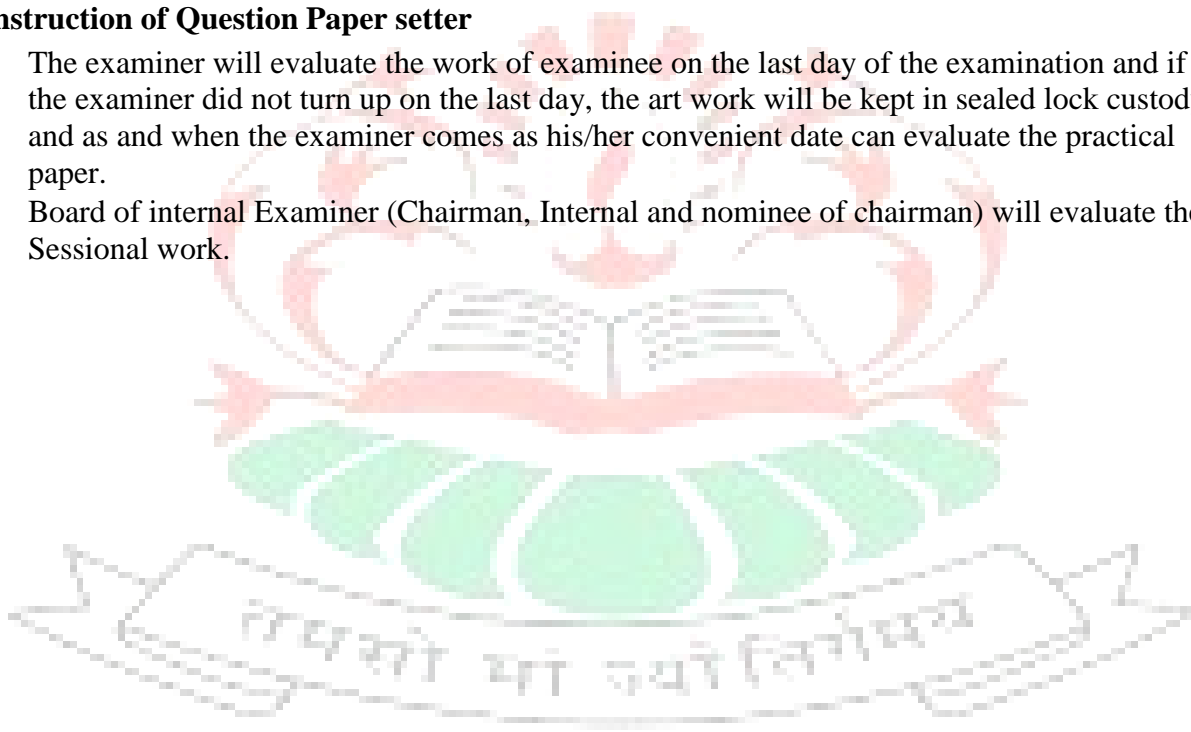 nstruction of Question Paper setter
The examiner will evaluate the work of examinee on the last day of the examination and if
the examiner did not turn up on the last day, the art work will be kept in sealed lock custod
and as and when the examiner comes as his/her convenient date can evaluate the practical
paper.
Board of internal Examiner (Chairman, Internal and nominee of chairman) will evaluate the
Sessional work.